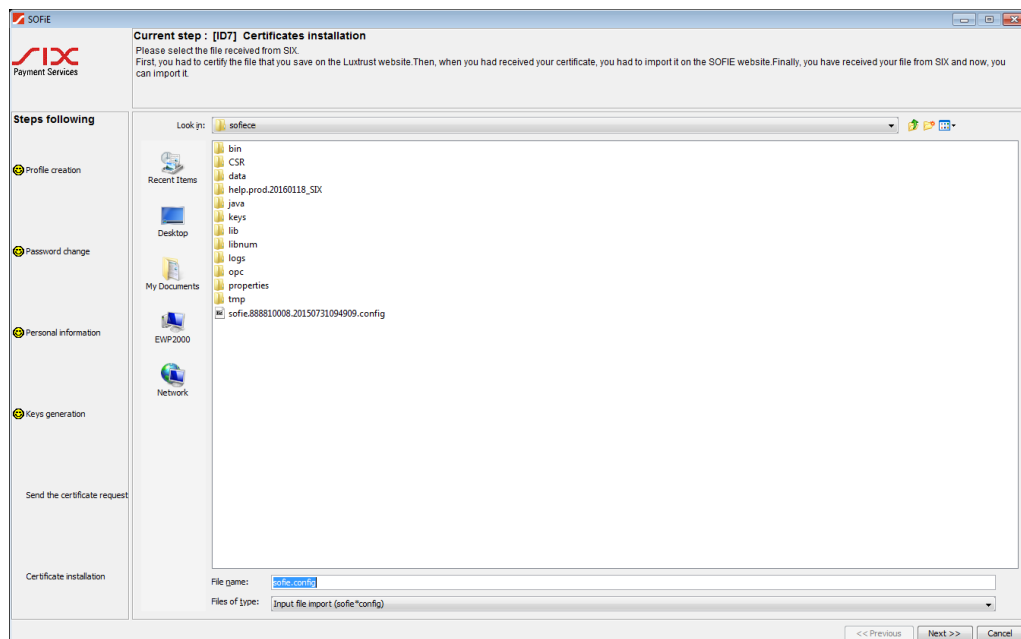 SOFiE
SIX
Payment Services
Current step : [ID7] Certificates installation
Please select the file received from SIX.
First, you had to certify the file that you save on the Luxtrust website.Then, when you had received your certificate, you had to import it on the SOFIE website.Finally, you have received your file from SIX and now, you
can import it.
Steps following
Profile creation
Password change
Personal information
Keys generation
Send the certificate request
Certificate installation
Look in: sofiece
Recent Items
Desktop
My Documents
EWP2000
Network
bin
CSR
data
help.prod.20160118_SIX
java
keys
lib
libnum
logs
opc
properties
tmp
sofie.888810008.20150731094909.config
File name: sofie.config
Files of type: Input file import (sofie*config)
<< Previous Next >> Cancel